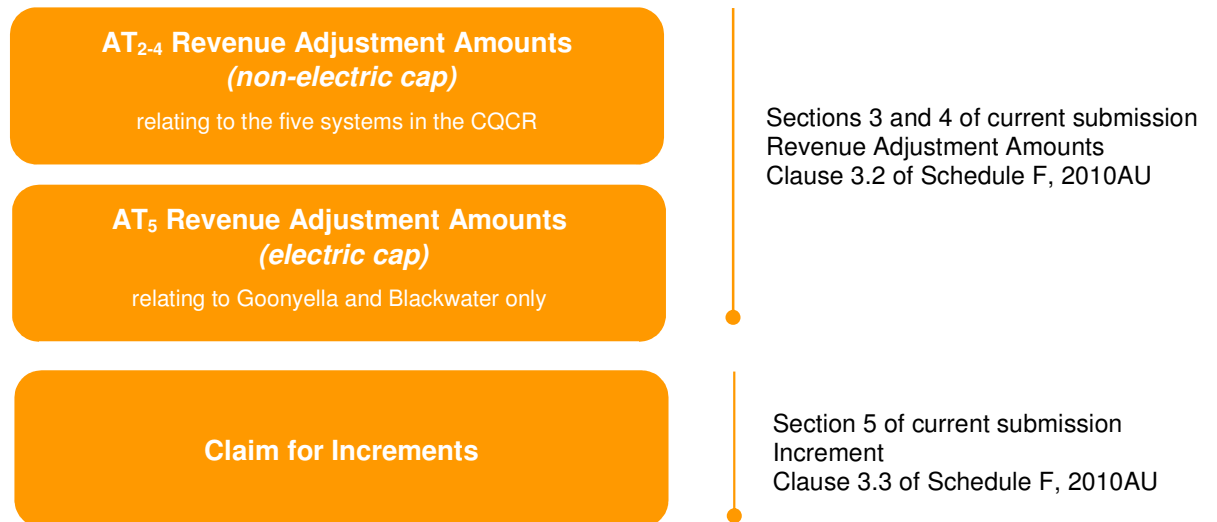 AT2-4 Revenue Adjustment Amounts
(non-electric cap)
relating to the five systems in the CQCR
Sections 3 and 4 of current submission
Revenue Adjustment Amounts
Clause 3.2 of Schedule F, 2010AU
AT5 Revenue Adjustment Amounts
(electric cap)
relating to Goonyella and Blackwater only
Claim for Increments
Section 5 of current submission
Increment
Clause 3.3 of Schedule F, 2010AU